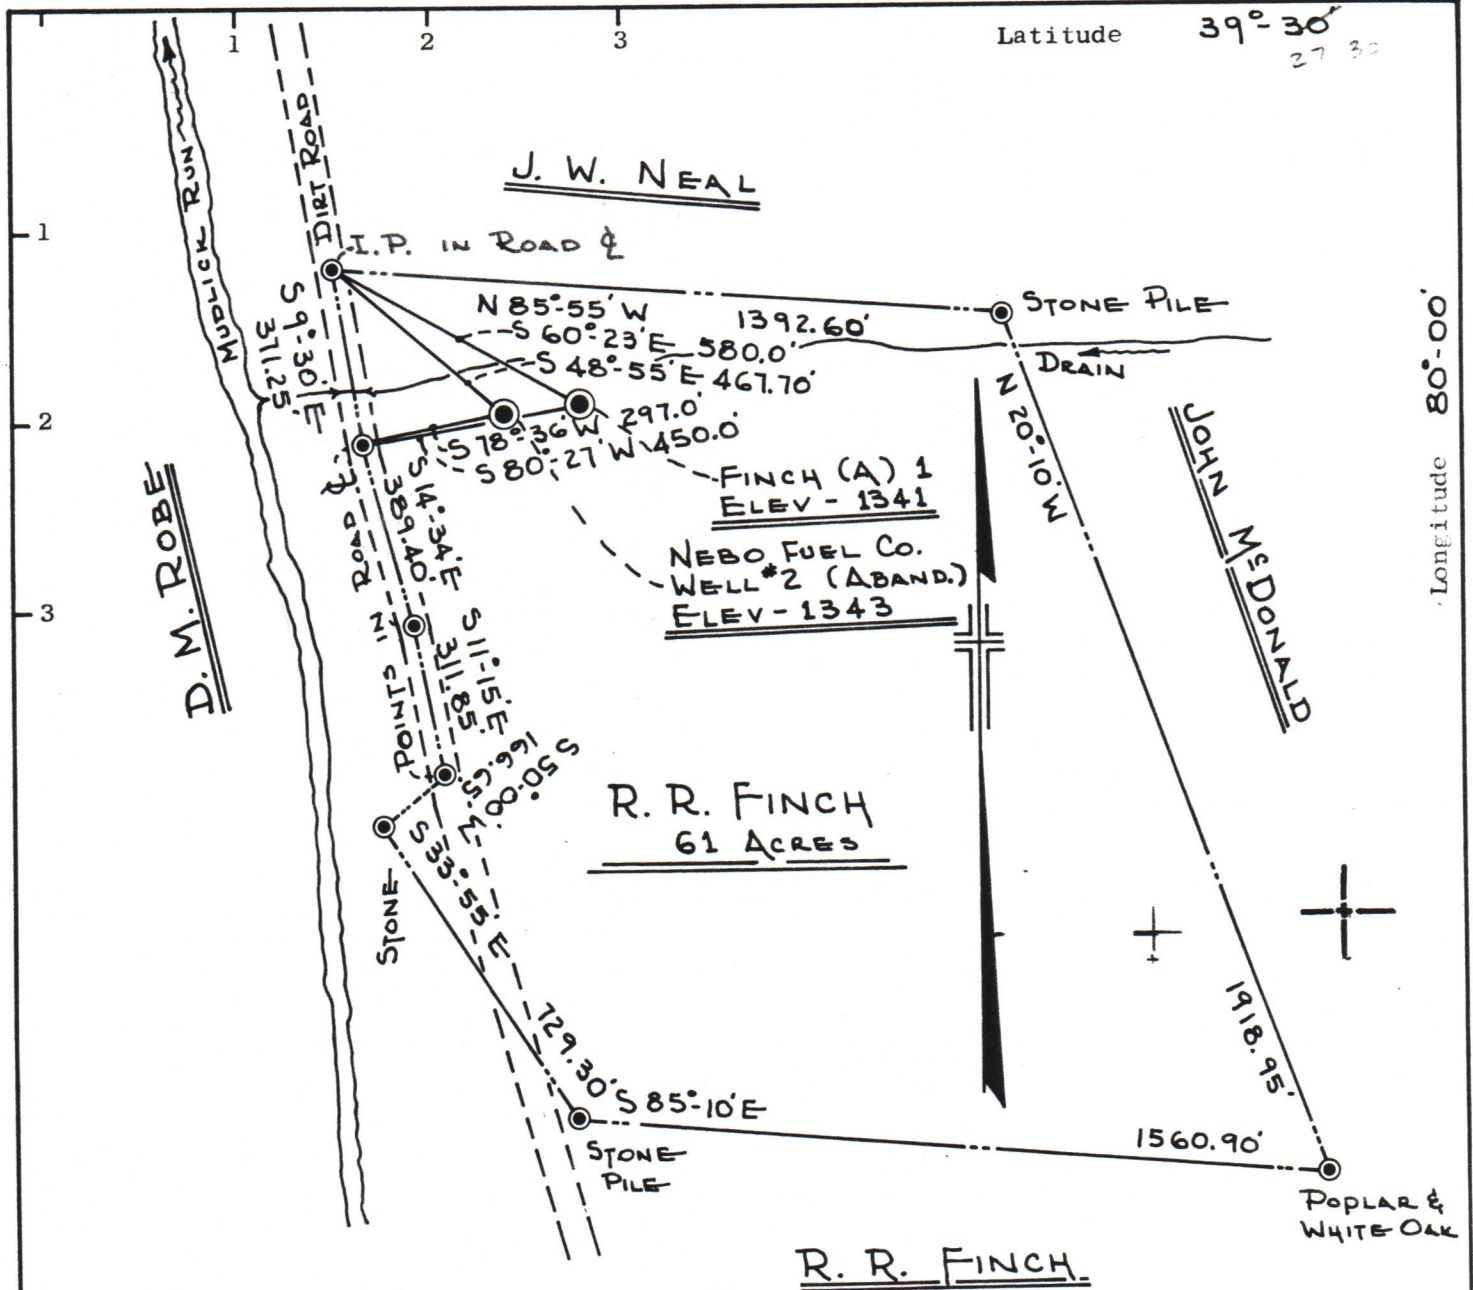 1 2 3
Latitude 39°-30'
27 30
Longitude 80°-00'
1
2
3
MUDLICK RUN
DIRT ROAD
J. W. NEAL
I.P. IN ROAD ℄
N 85°-55' W
1392.60'
STONE PILE
S 60°-23' E 580.0'
S 48°-55' E 467.70'
DRAIN
S 9°-30' E
371.25'
S 78°-36' W 297.0'
S 80°-27' W 450.0'
FINCH (A) 1
ELEV - 1341
NEBO FUEL CO.
WELL #2 (ABAND.)
ELEV - 1343
N 20°-10' W
1918.95'
JOHN McDONALD
D. M. ROBE
POINTS IN ROAD ℄
S 14°-34' E
389.40'
S 11°-15' E
311.85'
S 50°-00' W
166.65'
R. R. FINCH
61 ACRES
STONE
S 33°-55' E
729.30'
S 85°-10' E
1560.90'
STONE
PILE
POPLAR &
WHITE OAK
R. R. FINCH